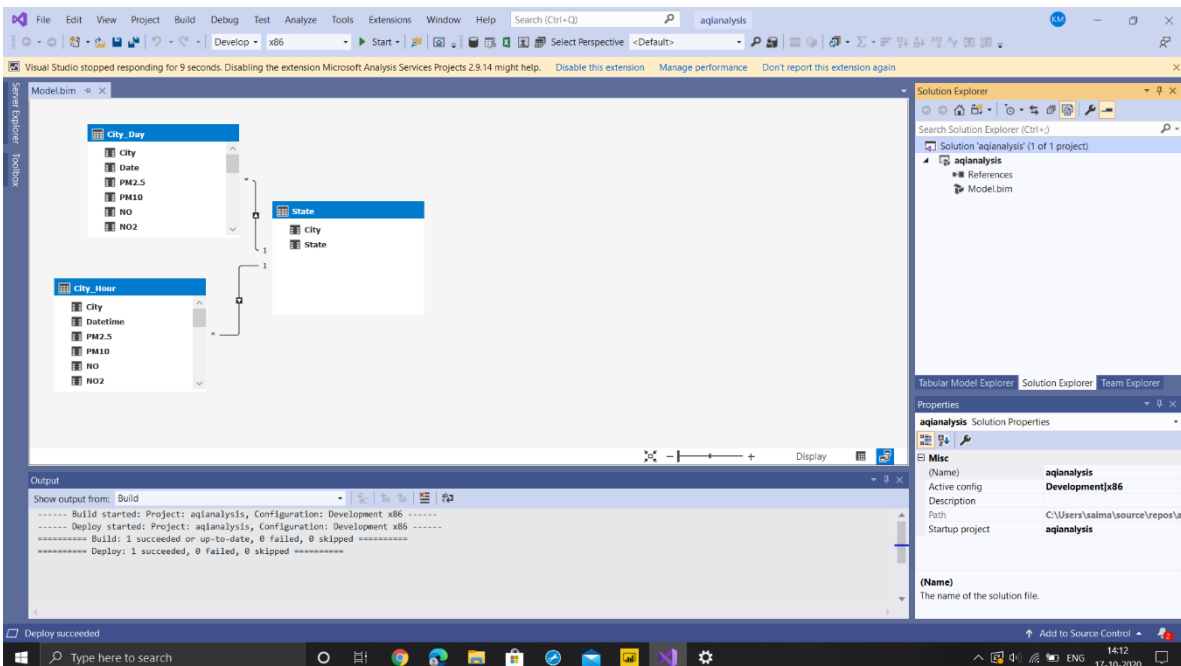 File Edit View Project Build Debug Test Analyze Tools Extensions Window Help Search (Ctrl+Q) aqianalysis KM
Develop x86 Start Select Perspective <Default>
Visual Studio stopped responding for 9 seconds. Disabling the extension Microsoft Analysis Services Projects 2.9.14 might help. Disable this extension Manage performance Don't report this extension again
Server Explorer
Toolbox
Model.bim
City_Day
City
Date
PM2.5
PM10
NO
NO2
*
1
State
City
State
1
*
City_Hour
City
Datetime
PM2.5
PM10
NO
NO2
Display
Output
Show output from: Build
------ Build started: Project: aqianalysis, Configuration: Development x86 ------
------ Deploy started: Project: aqianalysis, Configuration: Development x86 ------
========== Build: 1 succeeded or up-to-date, 0 failed, 0 skipped ==========
========== Deploy: 1 succeeded, 0 failed, 0 skipped ==========
Solution Explorer
Search Solution Explorer (Ctrl+;)
Solution 'aqianalysis' (1 of 1 project)
aqianalysis
References
Model.bim
Tabular Model Explorer Solution Explorer Team Explorer
Properties
aqianalysis Solution Properties
Misc
(Name) aqianalysis
Active config Development|x86
Description
Path C:\Users\saima\source\repos\a
Startup project aqianalysis
(Name)
The name of the solution file.
Deploy succeeded Add to Source Control 2
Type here to search ENG 14:12
17-10-2020